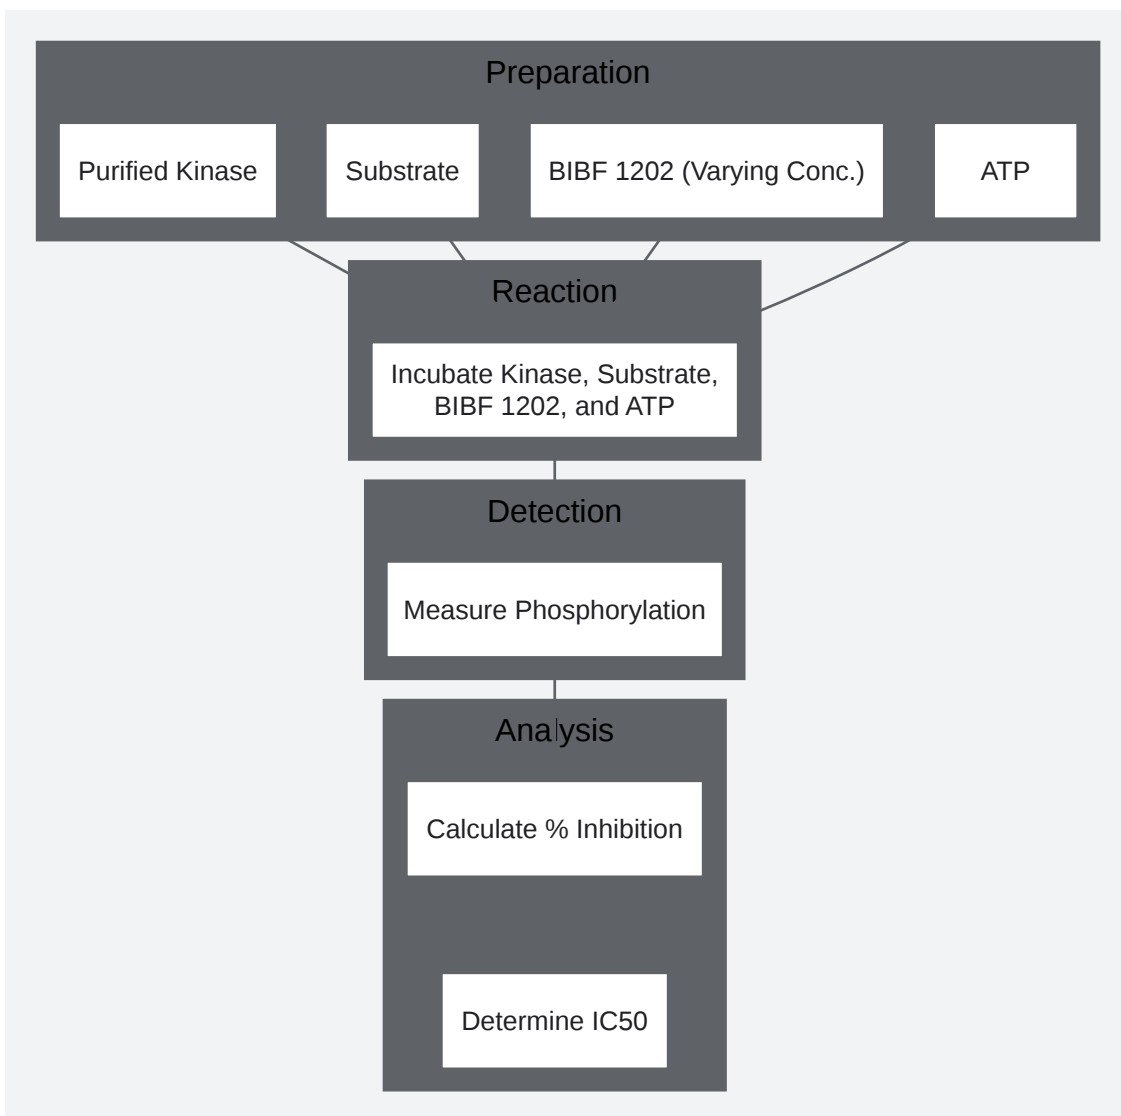 Preparation
Purified Kinase
Substrate
BIBF 1202 (Varying Conc.)
ATP
Reaction
Incubate Kinase, Substrate,
BIBF 1202, and ATP
Detection
Measure Phosphorylation
Analysis
Calculate % Inhibition
Determine IC50